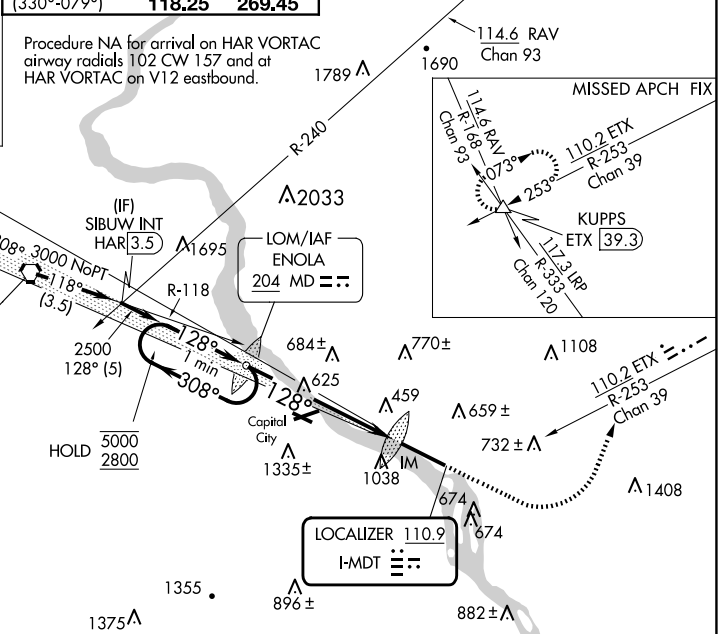 (330°-079°) 118.25 269.45
Procedure NA for arrival on HAR VORTAC
airway radials 102 CW 157 and at
HAR VORTAC on V12 eastbound.
114.6 RAV
Chan 93
1690
1789
R-240
MISSED APCH FIX
114.6 RAV
R-168
Chan 93
110.2 ETX
R-253
Chan 39
073°
253°
KUPPS
ETX 39.3
117.3 LRP
R-333
Chan 120
2033
(IF)
SIBUW INT
HAR 3.5
1695
LOM/IAF
ENOLA
204 MD
308° 3000 NoPT
118°
(3.5)
R-118
2500
128° (5)
128°
1 min
308°
128°
HOLD 5000
2800
684±
770±
1108
625
459
659±
732±
Capital
City
1335±
1038
IM
110.2 ETX
R-253
Chan 39
674
674
1408
LOCALIZER 110.9
I-MDT
1355
896±
1375
882±